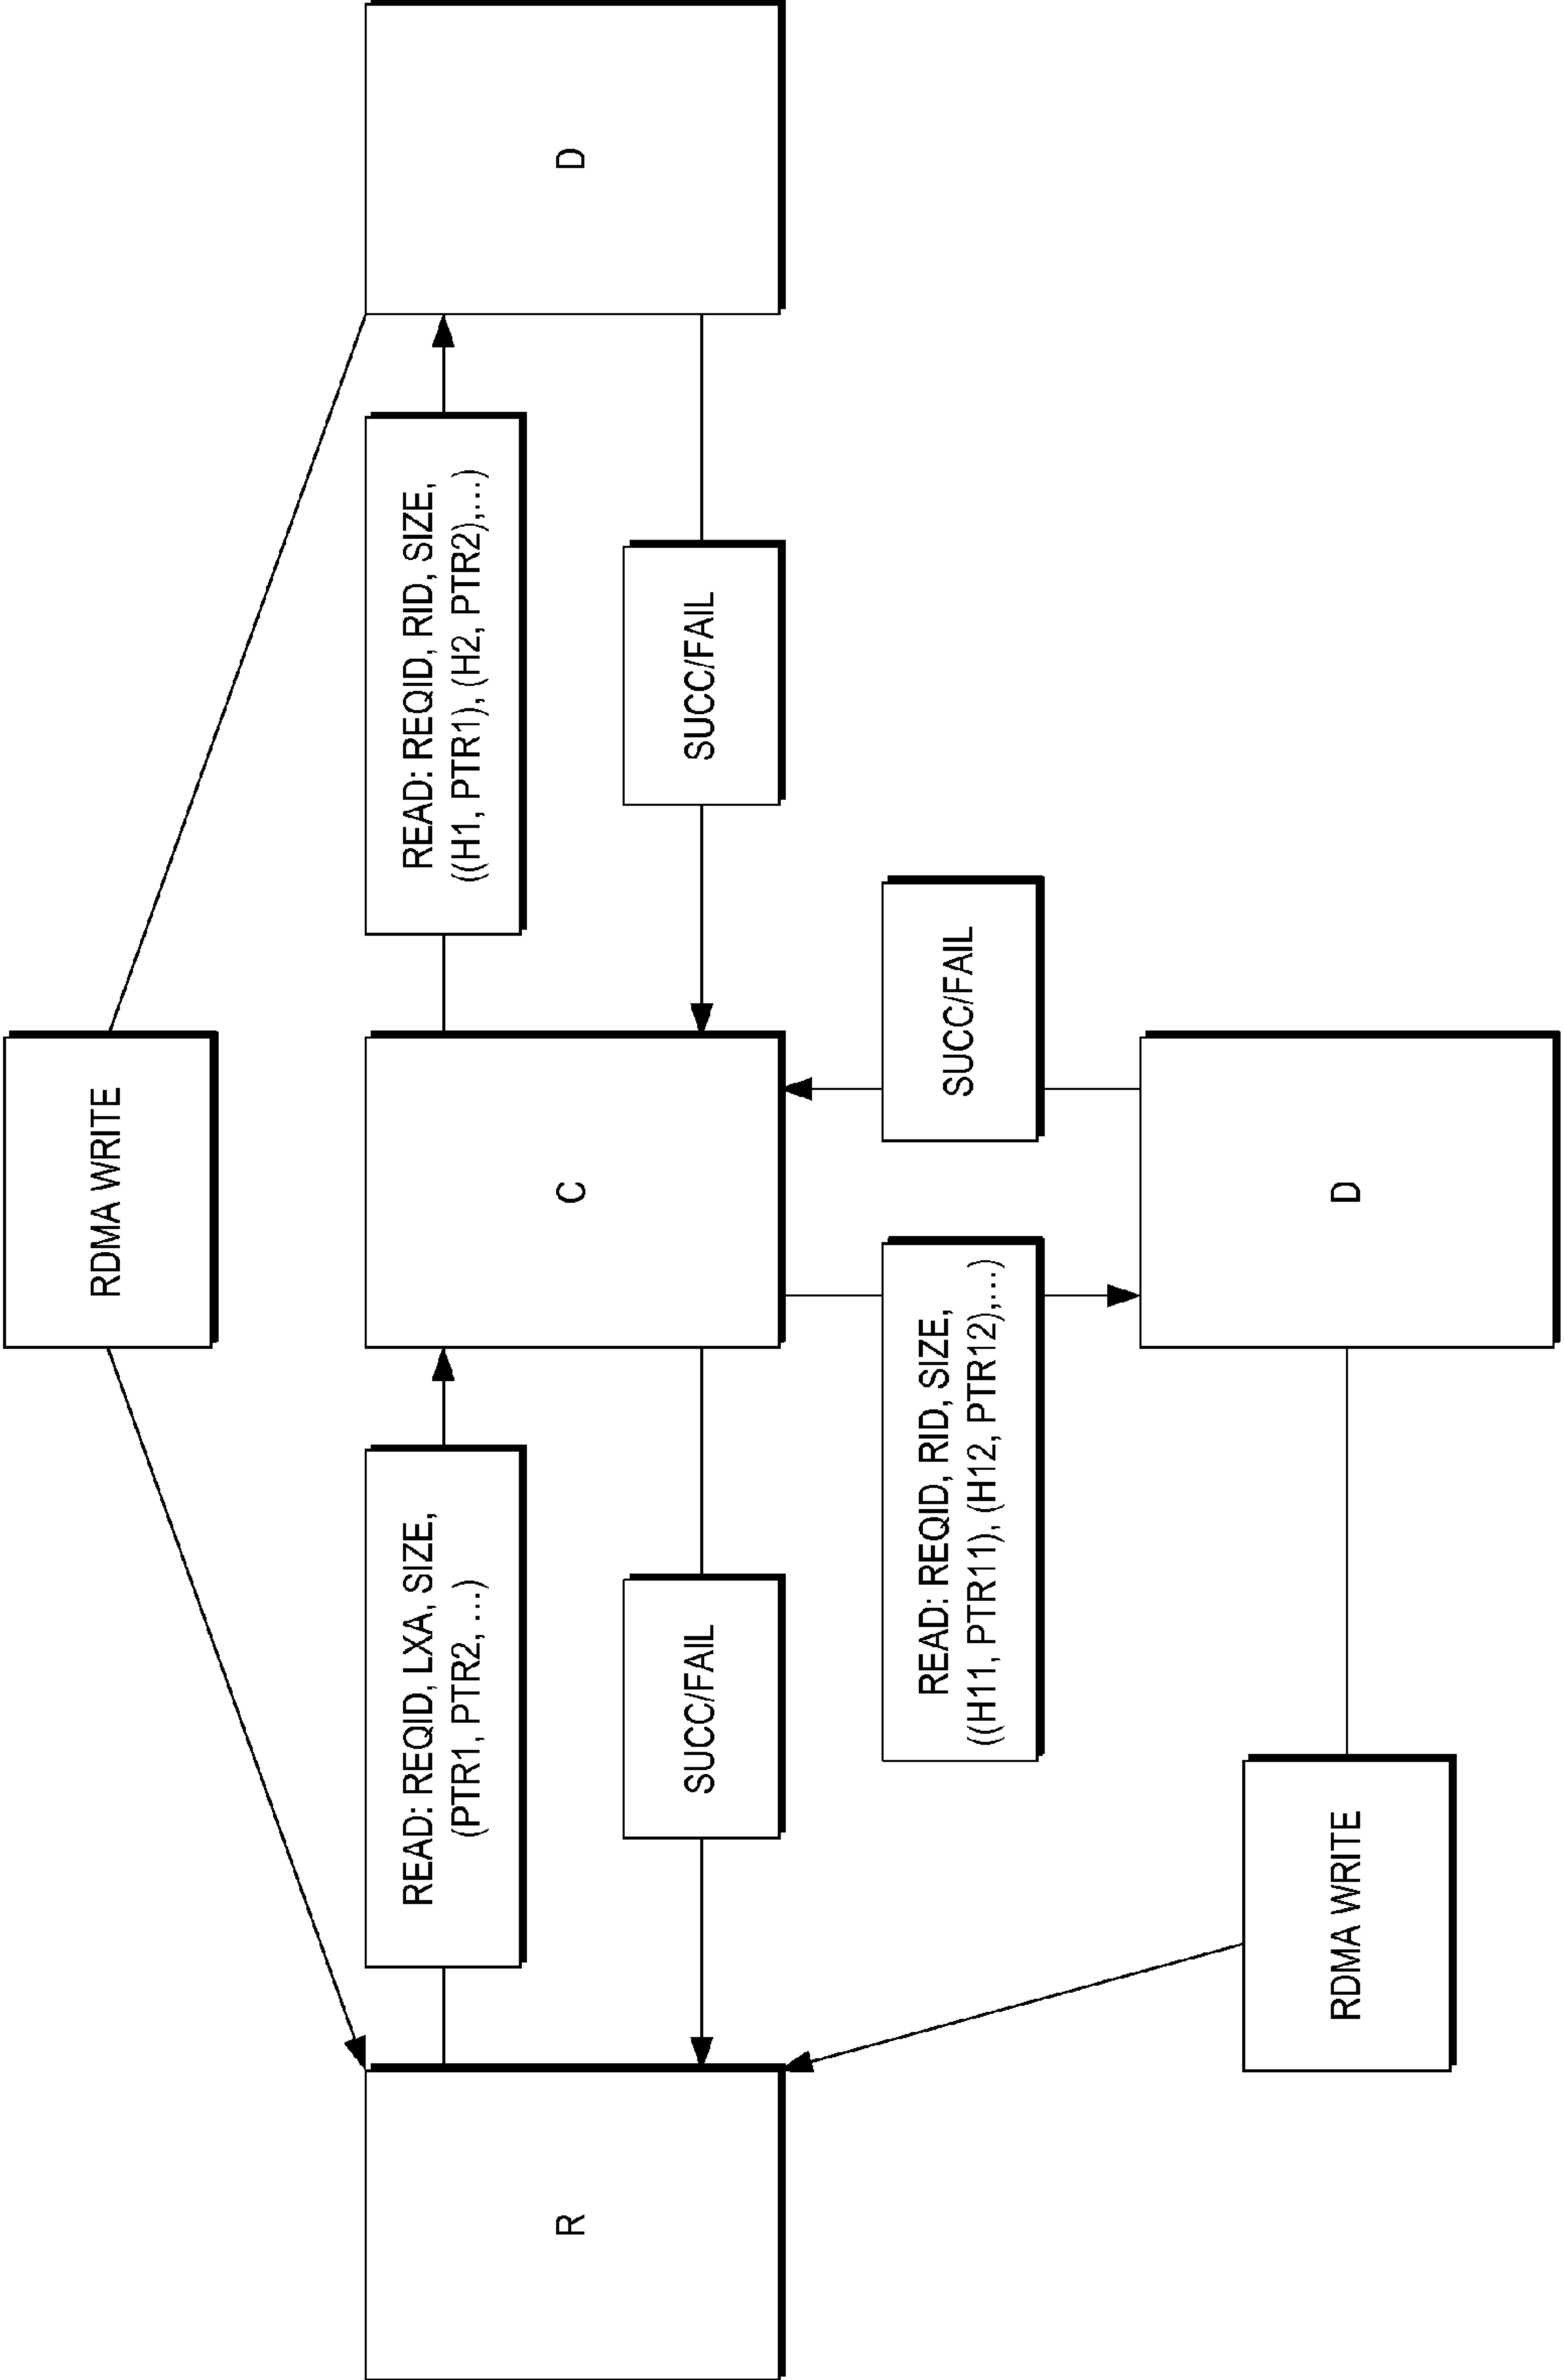 RDMA WRITE
READ: REQID, LXA, SIZE,
(PTR1, PTR2, ...)
READ: REQID, RID, SIZE,
((H1, PTR1), (H2, PTR2),...)
R
C
D
SUCC/FAIL
SUCC/FAIL
READ: REQID, RID, SIZE,
((H11, PTR11), (H12, PTR12),...)
SUCC/FAIL
RDMA WRITE
D